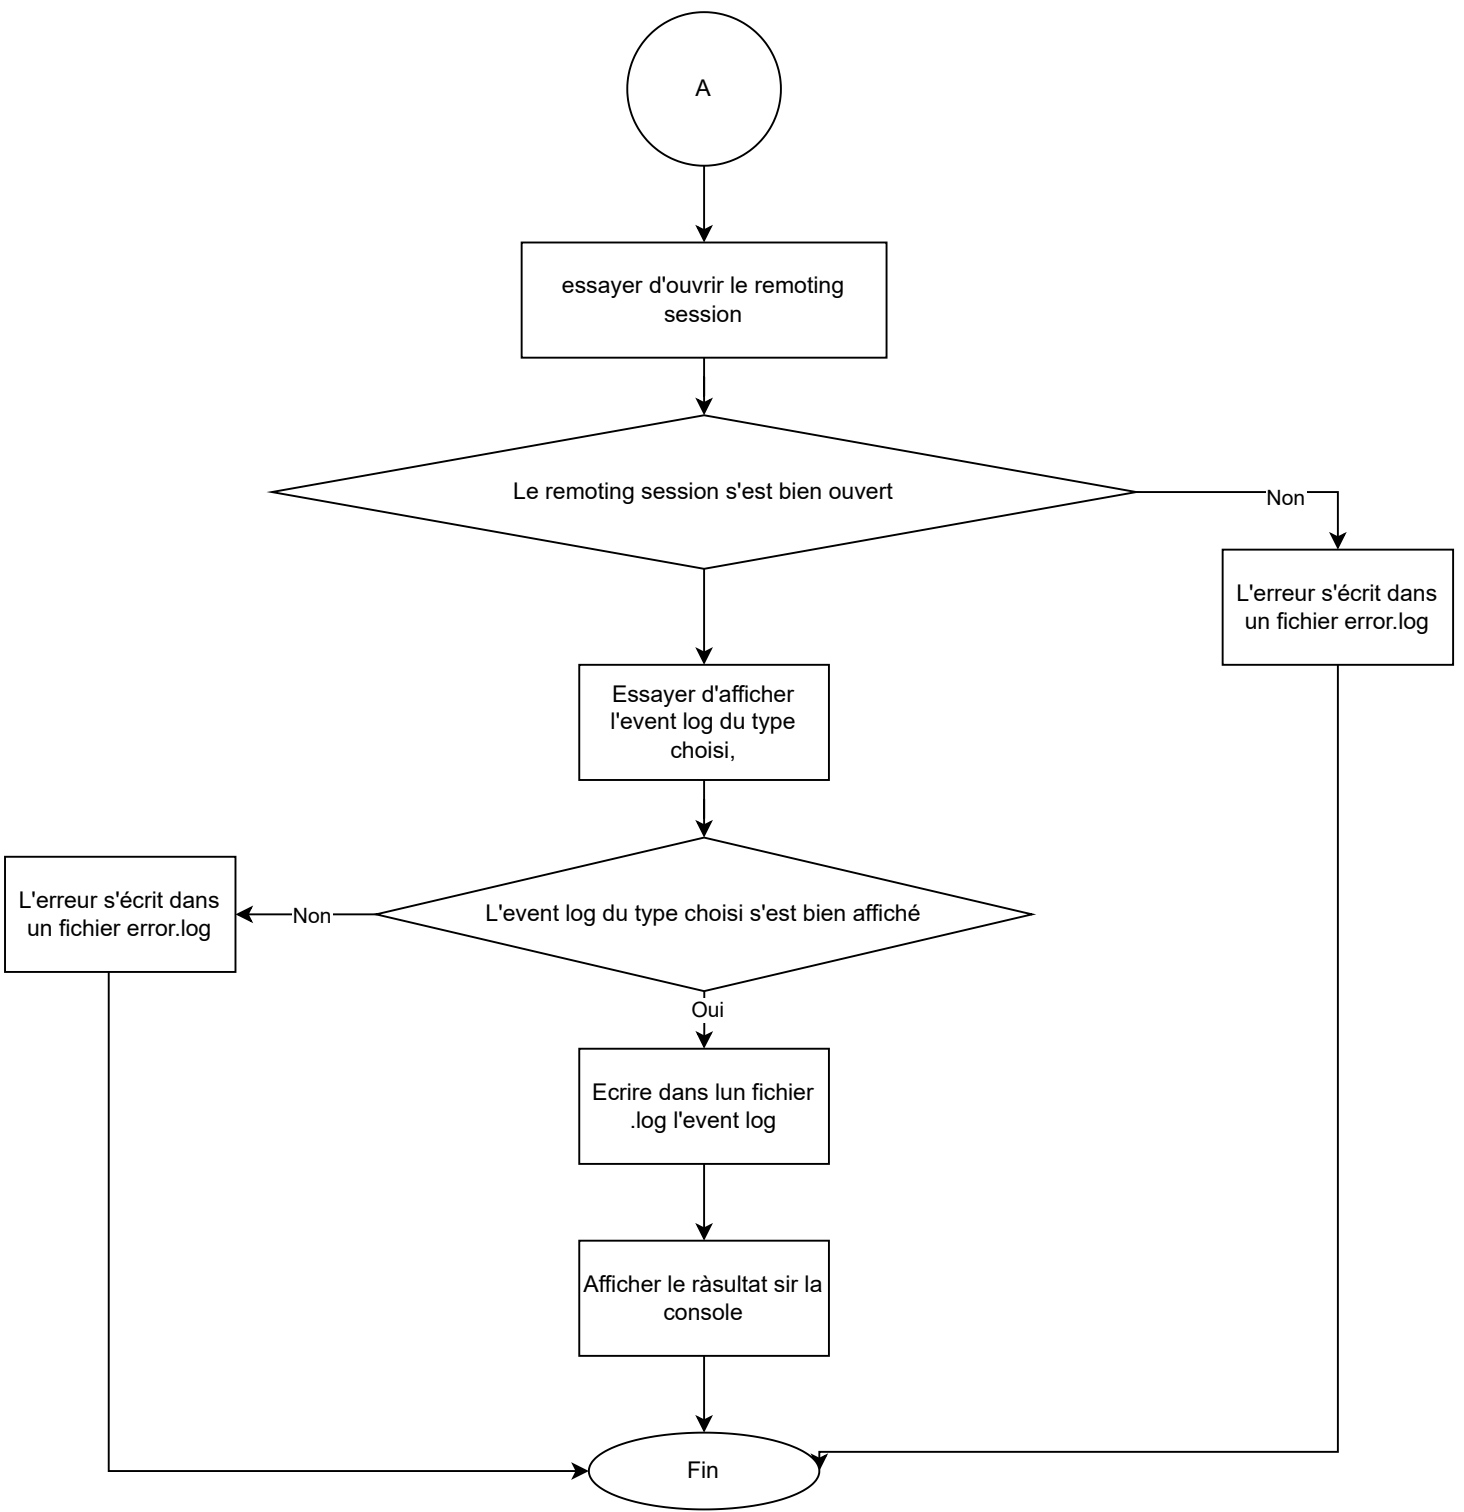 A
essayer d'ouvrir le remoting
session
Le remoting session s'est bien ouvert
Non
L'erreur s'écrit dans
un fichier error.log
Essayer d'afficher
l'event log du type
choisi,
L'erreur s'écrit dans
un fichier error.log
Non
L'event log du type choisi s'est bien affiché
Oui
Ecrire dans lun fichier
.log l'event log
Afficher le ràsultat sir la
console
Fin